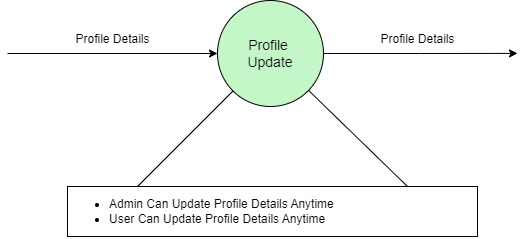 Profile Details
Profile Details
Profile
Update
• Admin Can Update Profile Details Anytime
• User Can Update Profile Details Anytime